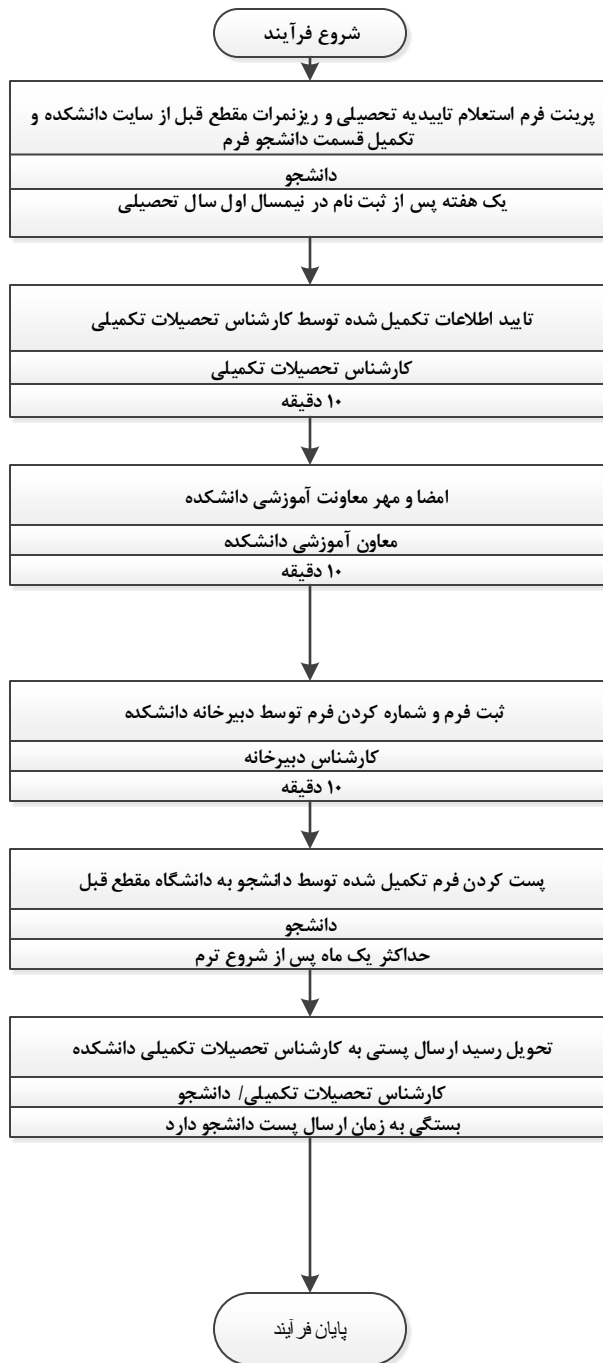 شروع فرآیند
پرینت فرم استعلام تاییدیه تحصیلی و ریزنمرات مقطع قبل از سایت دانشکده و
تکمیل قسمت دانشجو فرم
دانشجو
یک هفته پس از ثبت نام در نیمسال اول سال تحصیلی
تایید اطلاعات تکمیل شده توسط کارشناس تحصیلات تکمیلی
کارشناس تحصیلات تکمیلی
۱۰ دقیقه
امضا و مهر معاونت آموزشی دانشکده
معاون آموزشی دانشکده
۱۰ دقیقه
ثبت فرم و شماره کردن فرم توسط دبیرخانه دانشکده
کارشناس دبیرخانه
۱۰ دقیقه
پست کردن فرم تکمیل شده توسط دانشجو به دانشگاه مقطع قبل
دانشجو
حداکثر یک ماه پس از شروع ترم
تحویل رسید ارسال پستی به کارشناس تحصیلات تکمیلی دانشکده
کارشناس تحصیلات تکمیلی/ دانشجو
بستگی به زمان ارسال پست دانشجو دارد
پایان فرآیند